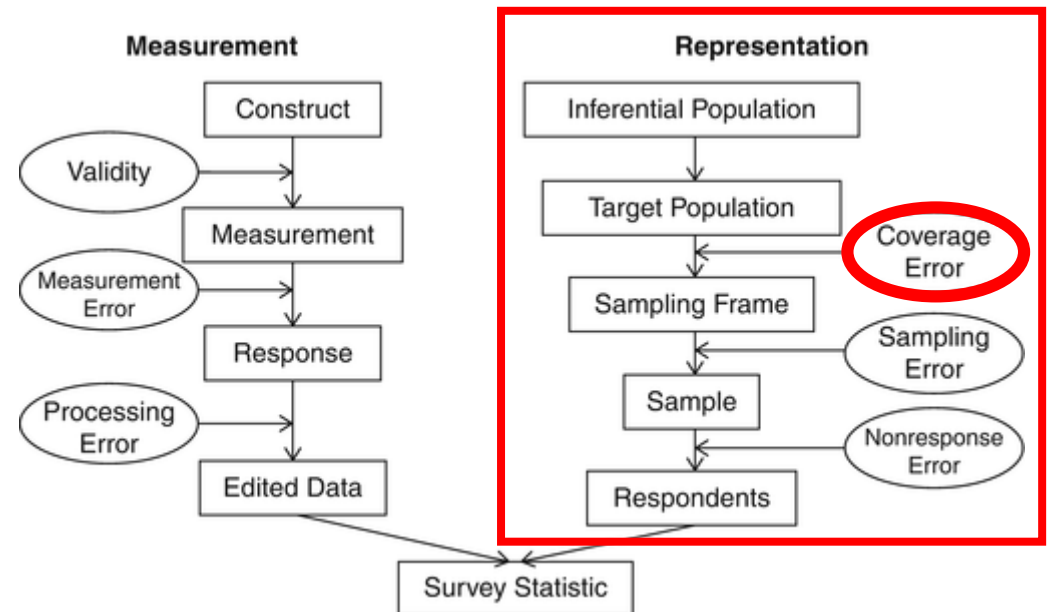 Measurement
Construct
Validity
Measurement
Measurement
Error
Response
Processing
Error
Edited Data
Representation
Inferential Population
Target Population
Coverage
Error
Sampling Frame
Sampling
Error
Sample
Nonresponse
Error
Respondents
Survey Statistic